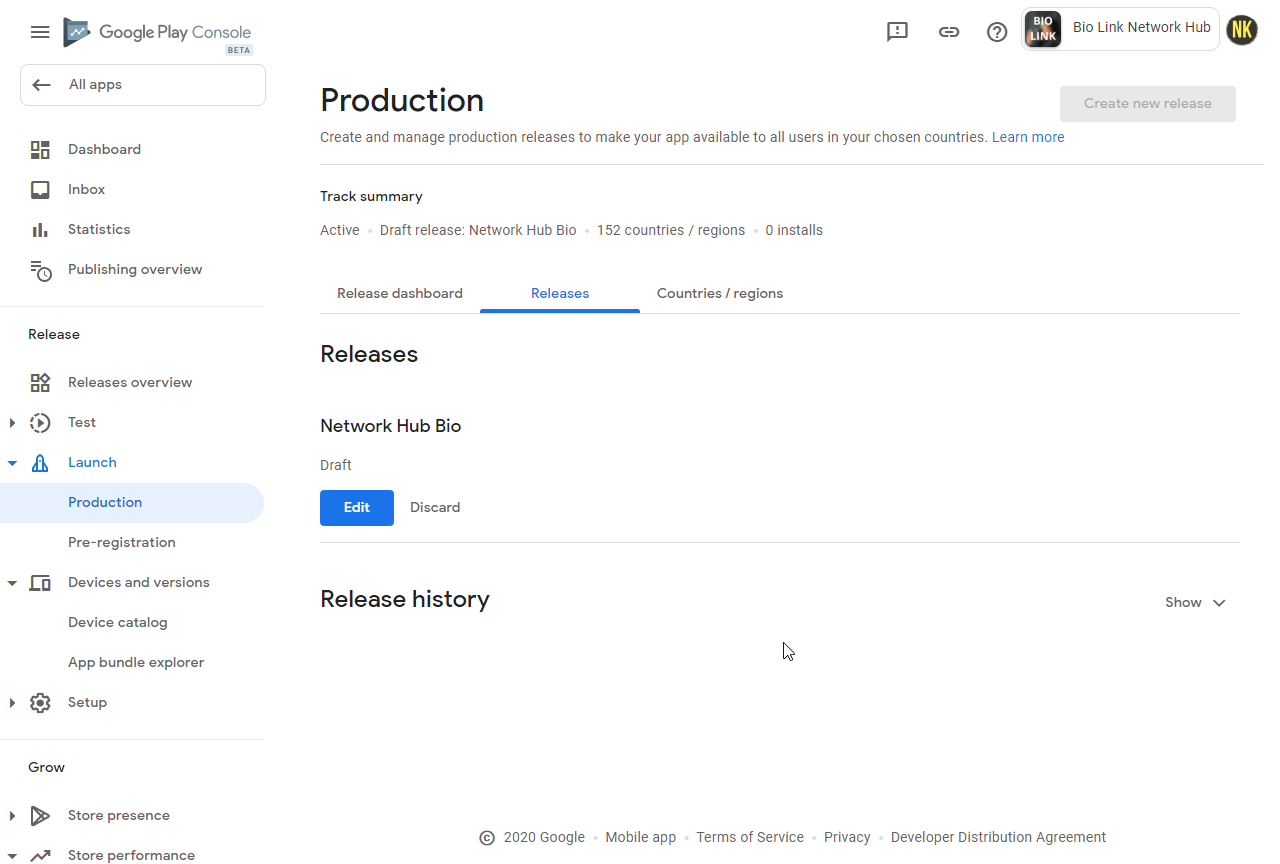 Google Play Console
BETA
BIO
LINK
Bio Link Network Hub
NK
All apps
Dashboard
Inbox
Statistics
Publishing overview
Release
Releases overview
Test
Launch
Production
Pre-registration
Devices and versions
Device catalog
App bundle explorer
Setup
Grow
Store presence
Store performance
Production
Create new release
Create and manage production releases to make your app available to all users in your chosen countries. Learn more
Track summary
Active • Draft release: Network Hub Bio • 152 countries / regions • 0 installs
Release dashboard
Releases
Countries / regions
Releases
Network Hub Bio
Draft
Edit
Discard
Release history
Show
© 2020 Google • Mobile app • Terms of Service • Privacy • Developer Distribution Agreement